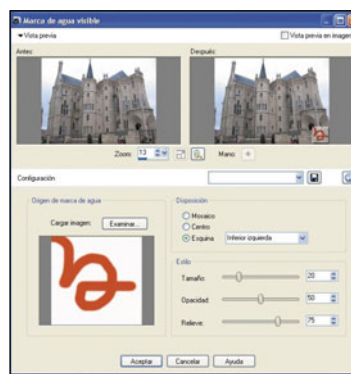 Marca de agua visible
Vista previa
Vista previa en imagen
Antes:
Después:
Zoom: 13
Mano:
Configuración
Origen de marca de agua
Cargar imagen: Examinar...
Disposición
Mosaico
Centro
Esquina Inferior izquierda
Estilo
Tamaño: 20
Opacidad: 50
Relieve: 75
Aceptar Cancelar Ayuda